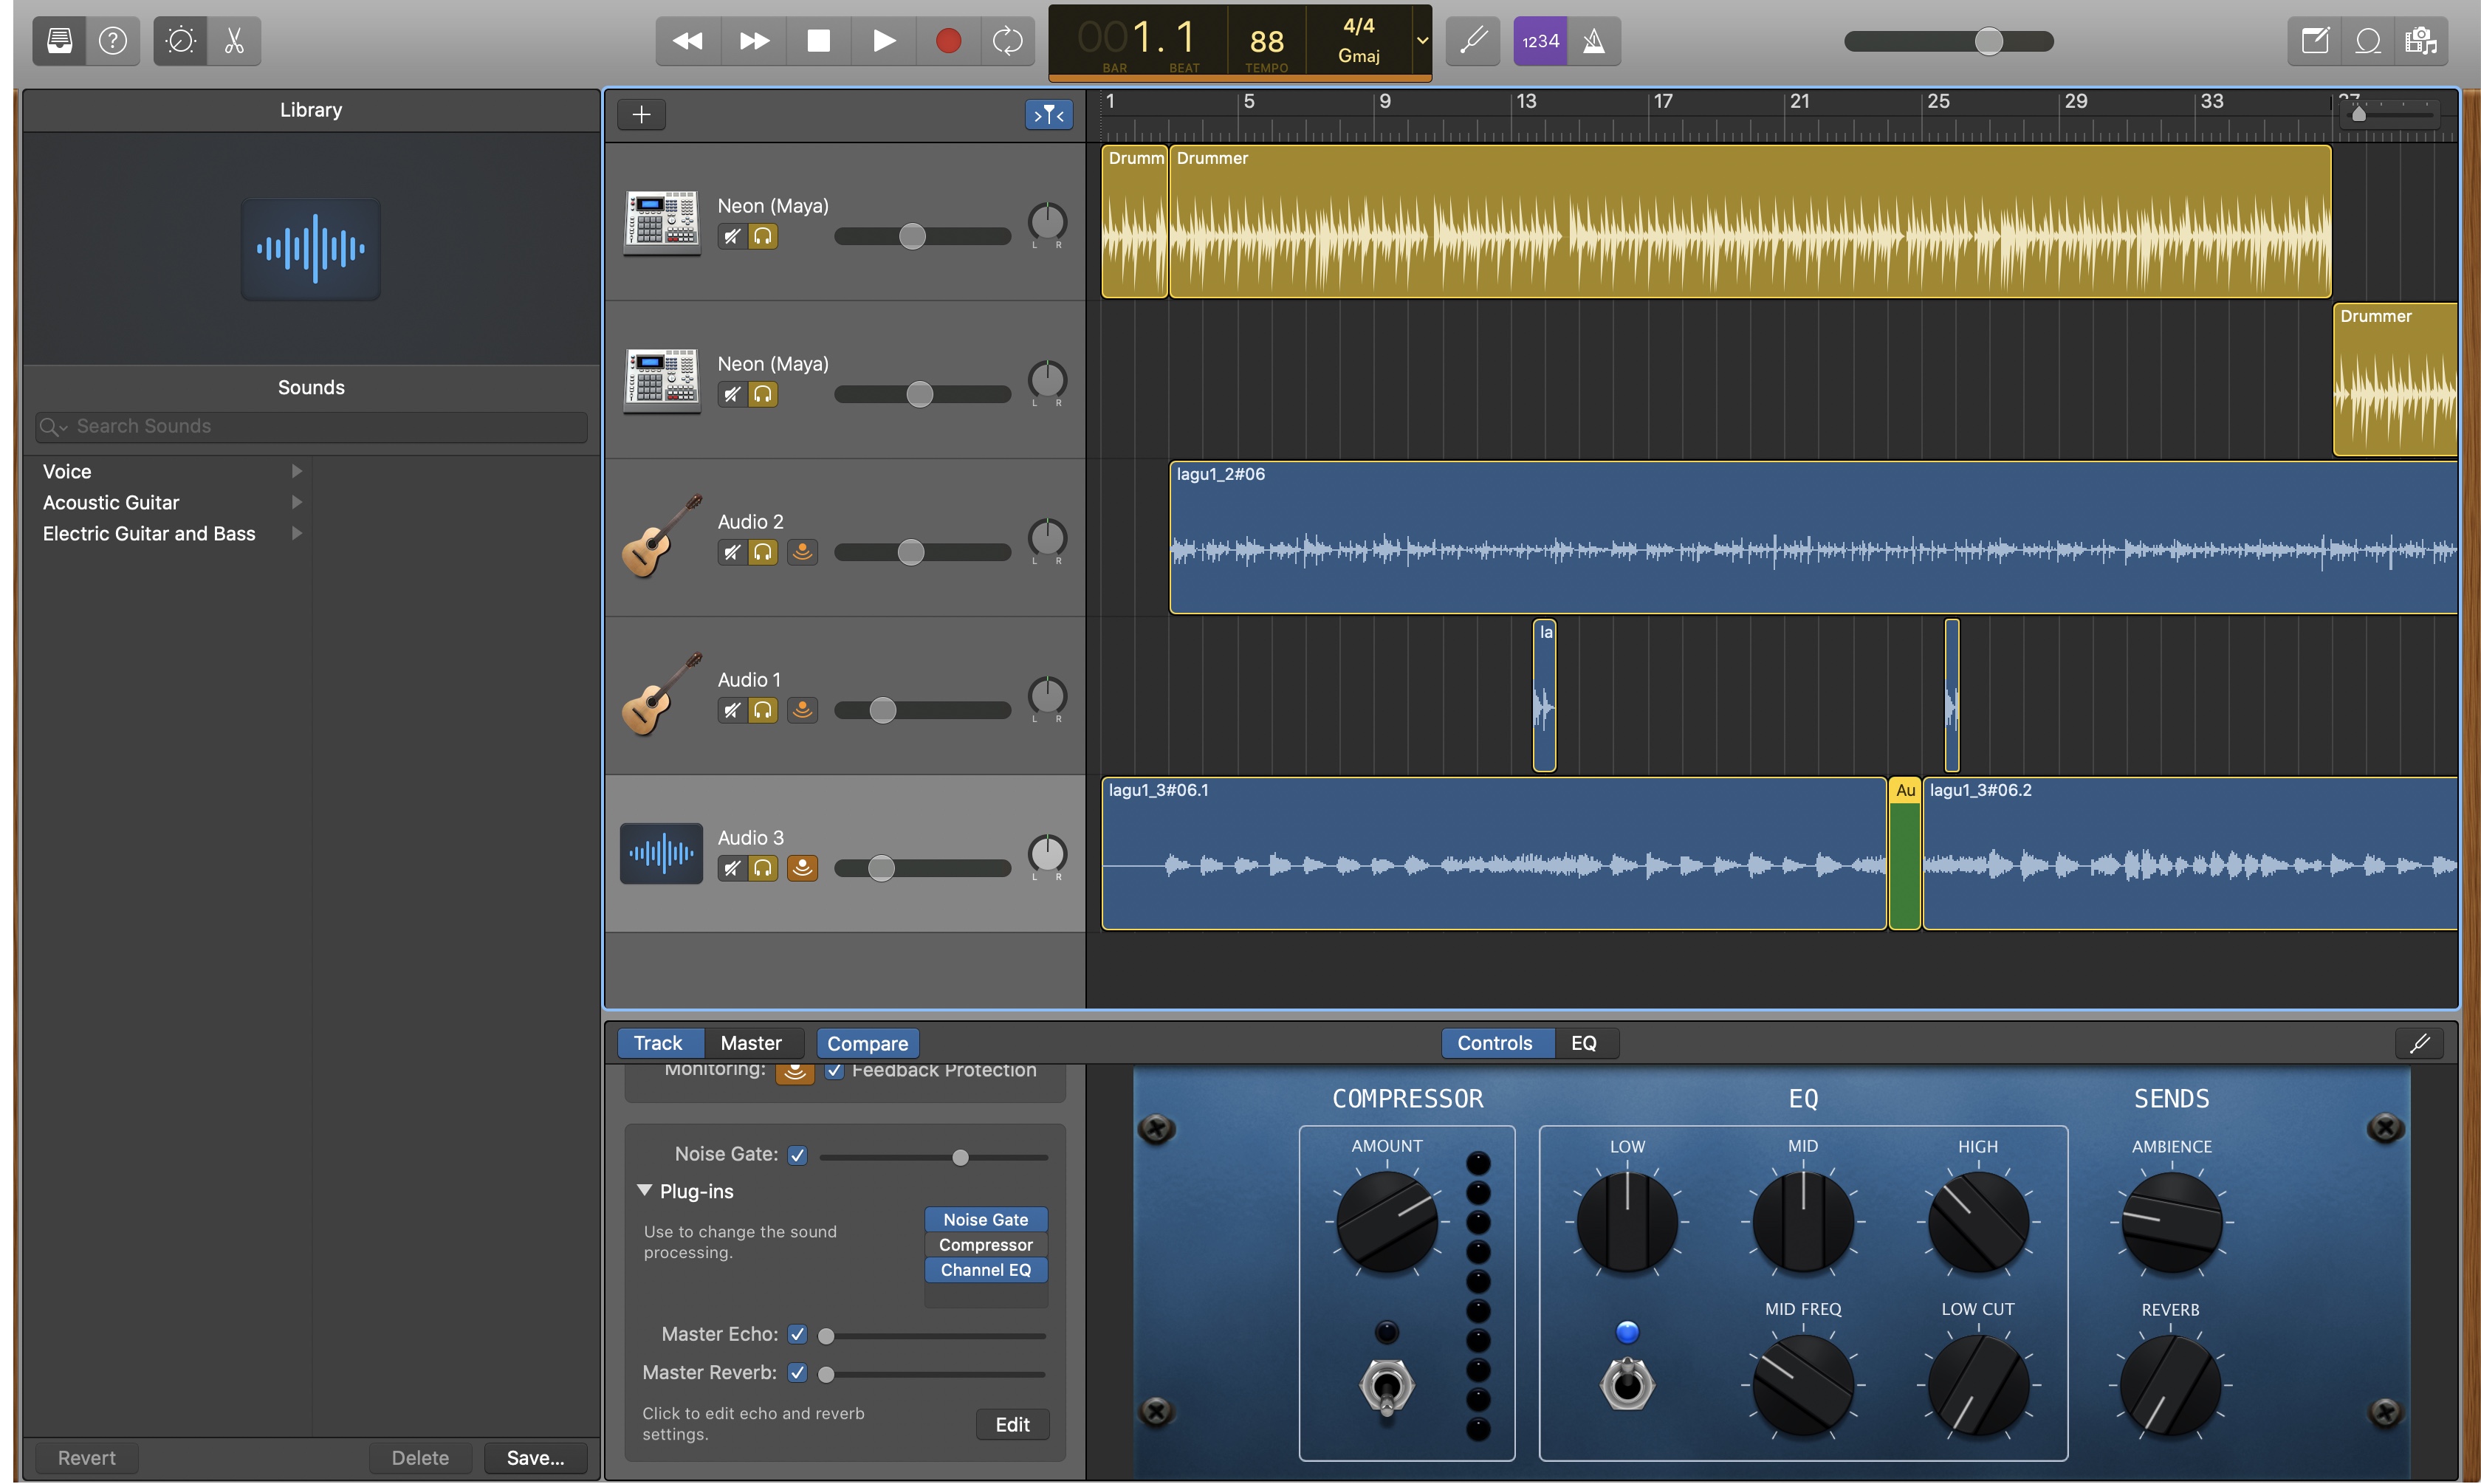 001. 1
BAR BEAT
88
TEMPO
4/4
Gmaj
1234
Library
Sounds
Search Sounds
Voice
Acoustic Guitar
Electric Guitar and Bass
Revert
Delete
Save...
1 5 9 13 17 21 25 29 33 37
Neon (Maya)
L R
Drumm
Drummer
Neon (Maya)
L R
Drummer
Audio 2
L R
lagu1_2#06
Audio 1
L R
la
Audio 3
L R
lagu1_3#06.1
Au
lagu1_3#06.2
Track
Master
Compare
Controls
EQ
Monitoring:
Feedback Protection
Noise Gate:
Plug-ins
Use to change the sound
processing.
Noise Gate
Compressor
Channel EQ
Master Echo:
Master Reverb:
Click to edit echo and reverb
settings.
Edit
COMPRESSOR
AMOUNT
EQ
LOW
MID
HIGH
MID FREQ
LOW CUT
SENDS
AMBIENCE
REVERB